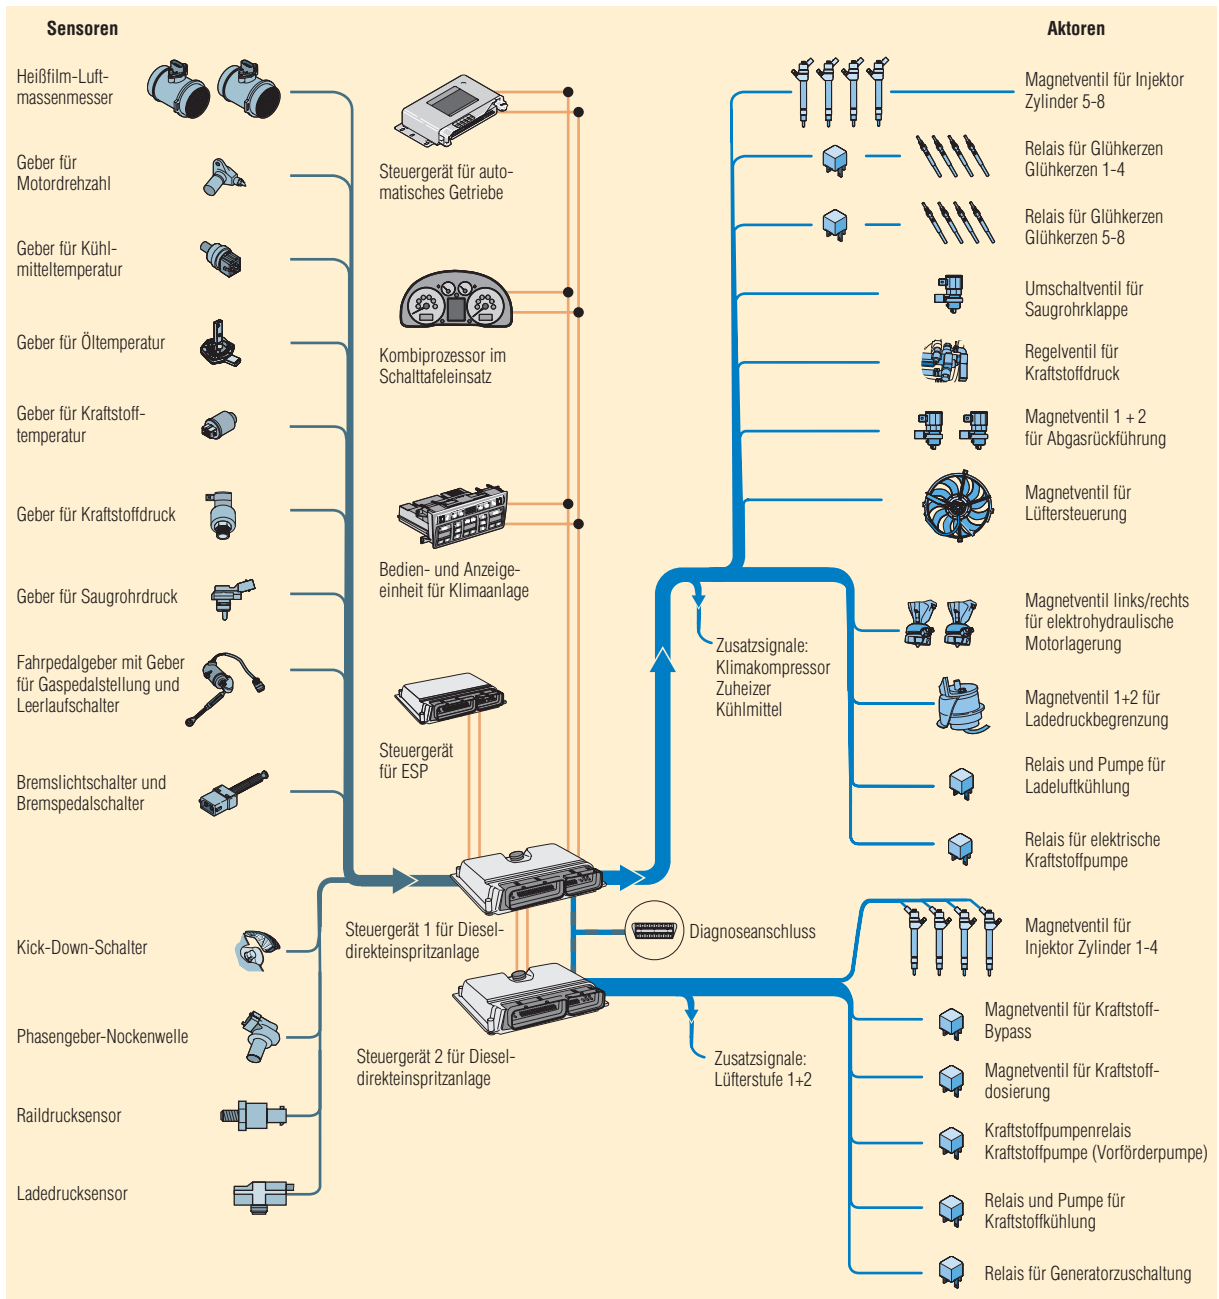 Sensoren
Heißfilm-Luft-
massenmesser
Geber für
Motordrehzahl
Geber für Kühl-
mitteltemperatur
Geber für Öltemperatur
Geber für Kraftstoff-
temperatur
Geber für Kraftstoffdruck
Geber für Saugrohrdruck
Fahrpedalgeber mit Geber
für Gaspedalstellung und
Leerlaufschalter
Bremslichtschalter und
Bremspedalschalter
Kick-Down-Schalter
Phasengeber-Nockenwelle
Raildrucksensor
Ladedrucksensor
Steuergerät für auto-
matisches Getriebe
Kombiprozessor im
Schalttafeleinsatz
Bedien- und Anzeige-
einheit für Klimaanlage
Steuergerät
für ESP
Steuergerät 1 für Diesel-
direkteinspritzanlage
Steuergerät 2 für Diesel-
direkteinspritzanlage
Diagnoseanschluss
Zusatzsignale:
Klimakompressor
Zuheizer
Kühlmittel
Zusatzsignale:
Lüfterstufe 1+2
Aktoren
Magnetventil für Injektor
Zylinder 5-8
Relais für Glühkerzen
Glühkerzen 1-4
Relais für Glühkerzen
Glühkerzen 5-8
Umschaltventil für
Saugrohrklappe
Regelventil für
Kraftstoffdruck
Magnetventil 1 + 2
für Abgasrückführung
Magnetventil für
Lüftersteuerung
Magnetventil links/rechts
für elektrohydraulische
Motorlagerung
Magnetventil 1+2 für
Ladedruckbegrenzung
Relais und Pumpe für
Ladeluftkühlung
Relais für elektrische
Kraftstoffpumpe
Magnetventil für
Injektor Zylinder 1-4
Magnetventil für Kraftstoff-
Bypass
Magnetventil für Kraftstoff-
dosierung
Kraftstoffpumpenrelais
Kraftstoffpumpe (Vorförderpumpe)
Relais und Pumpe für
Kraftstoffkühlung
Relais für Generatorzuschaltung